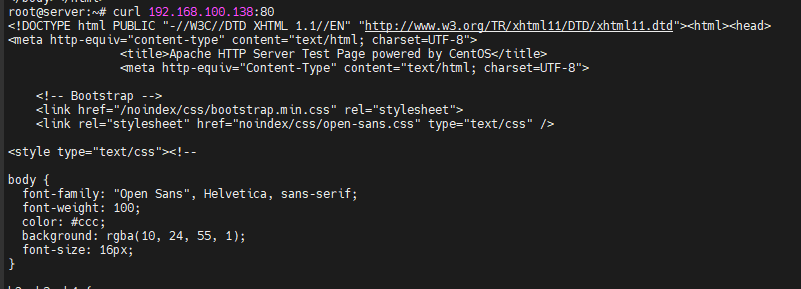 root@server:~# curl 192.168.100.138:80
<!DOCTYPE html PUBLIC "-//W3C//DTD XHTML 1.1//EN" "http://www.w3.org/TR/xhtml11/DTD/xhtml11.dtd"><html><head>
<meta http-equiv="content-type" content="text/html; charset=UTF-8">
                <title>Apache HTTP Server Test Page powered by CentOS</title>
                <meta http-equiv="Content-Type" content="text/html; charset=UTF-8">
    <!-- Bootstrap -->
    <link href="/noindex/css/bootstrap.min.css" rel="stylesheet">
    <link rel="stylesheet" href="noindex/css/open-sans.css" type="text/css" />
<style type="text/css"><!--
body {
  font-family: "Open Sans", Helvetica, sans-serif;
  font-weight: 100;
  color: #ccc;
  background: rgba(10, 24, 55, 1);
  font-size: 16px;
}